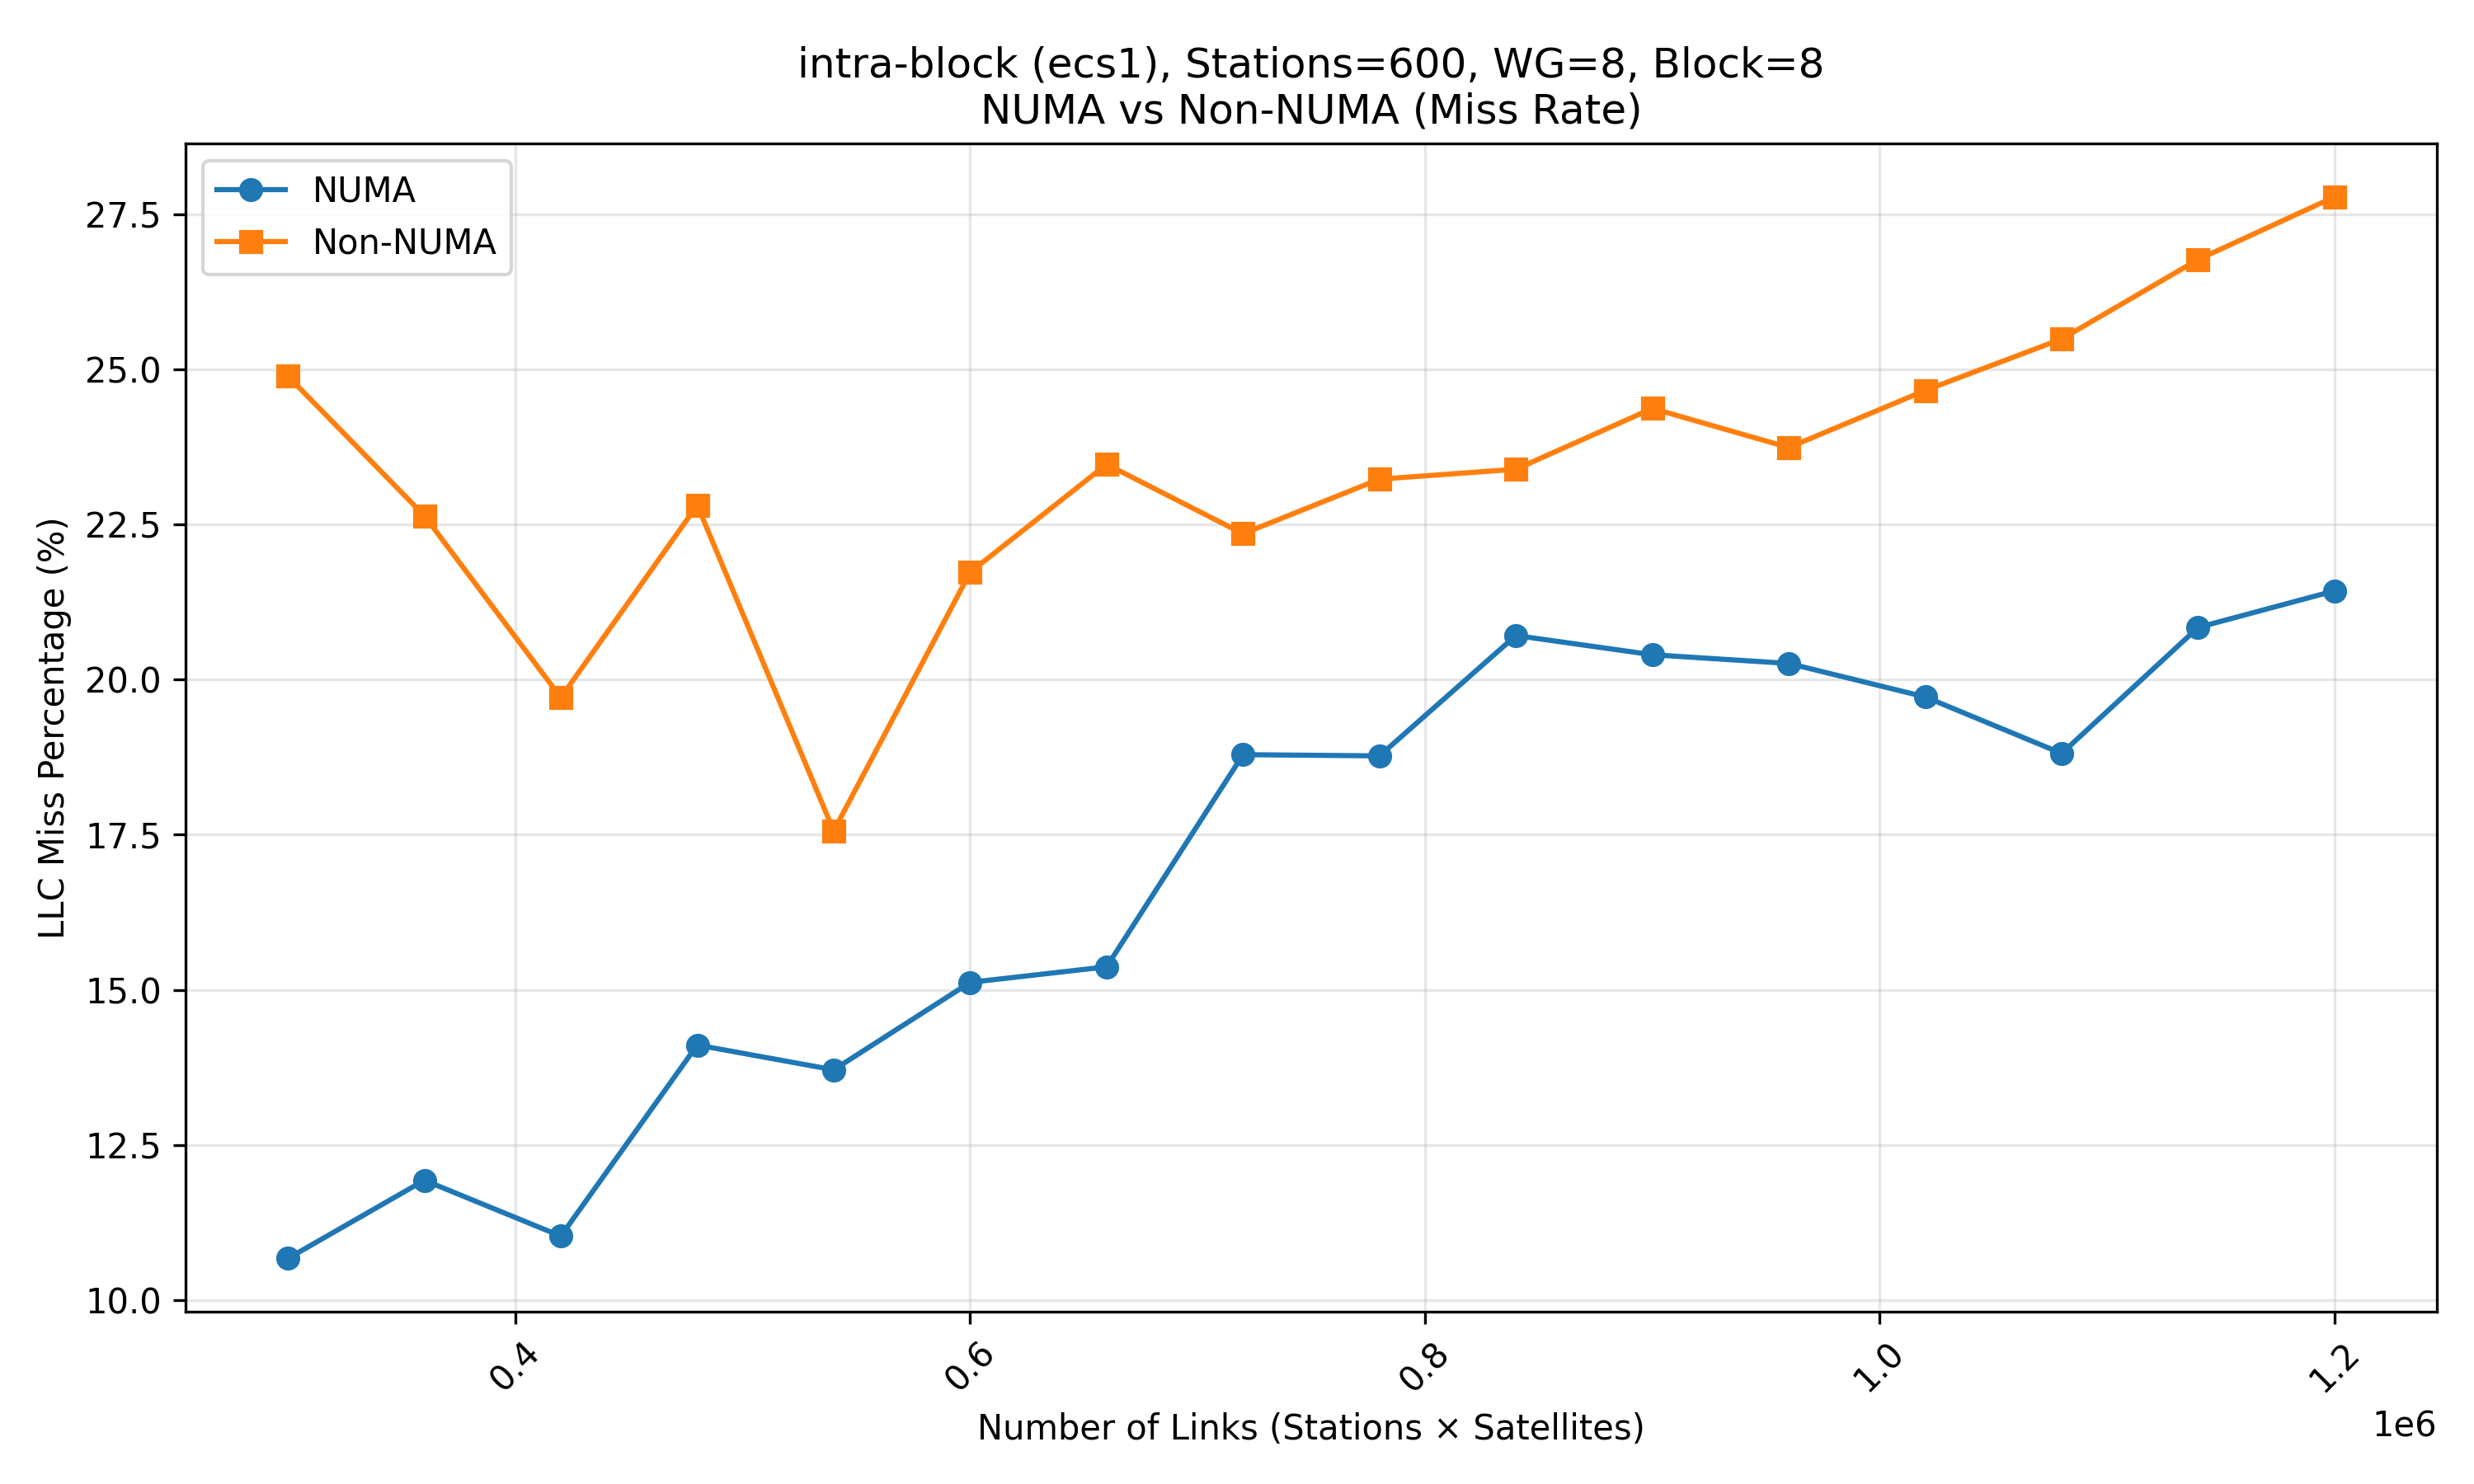 intra-block (ecs1), Stations=600, WG=8, Block=8
NUMA vs Non-NUMA (Miss Rate)
NUMA
Non-NUMA
27.5
25.0
22.5
20.0
17.5
15.0
12.5
10.0
LLC Miss Percentage (%)
0.4
0.6
0.8
1.0
1.2
1e6
Number of Links (Stations × Satellites)